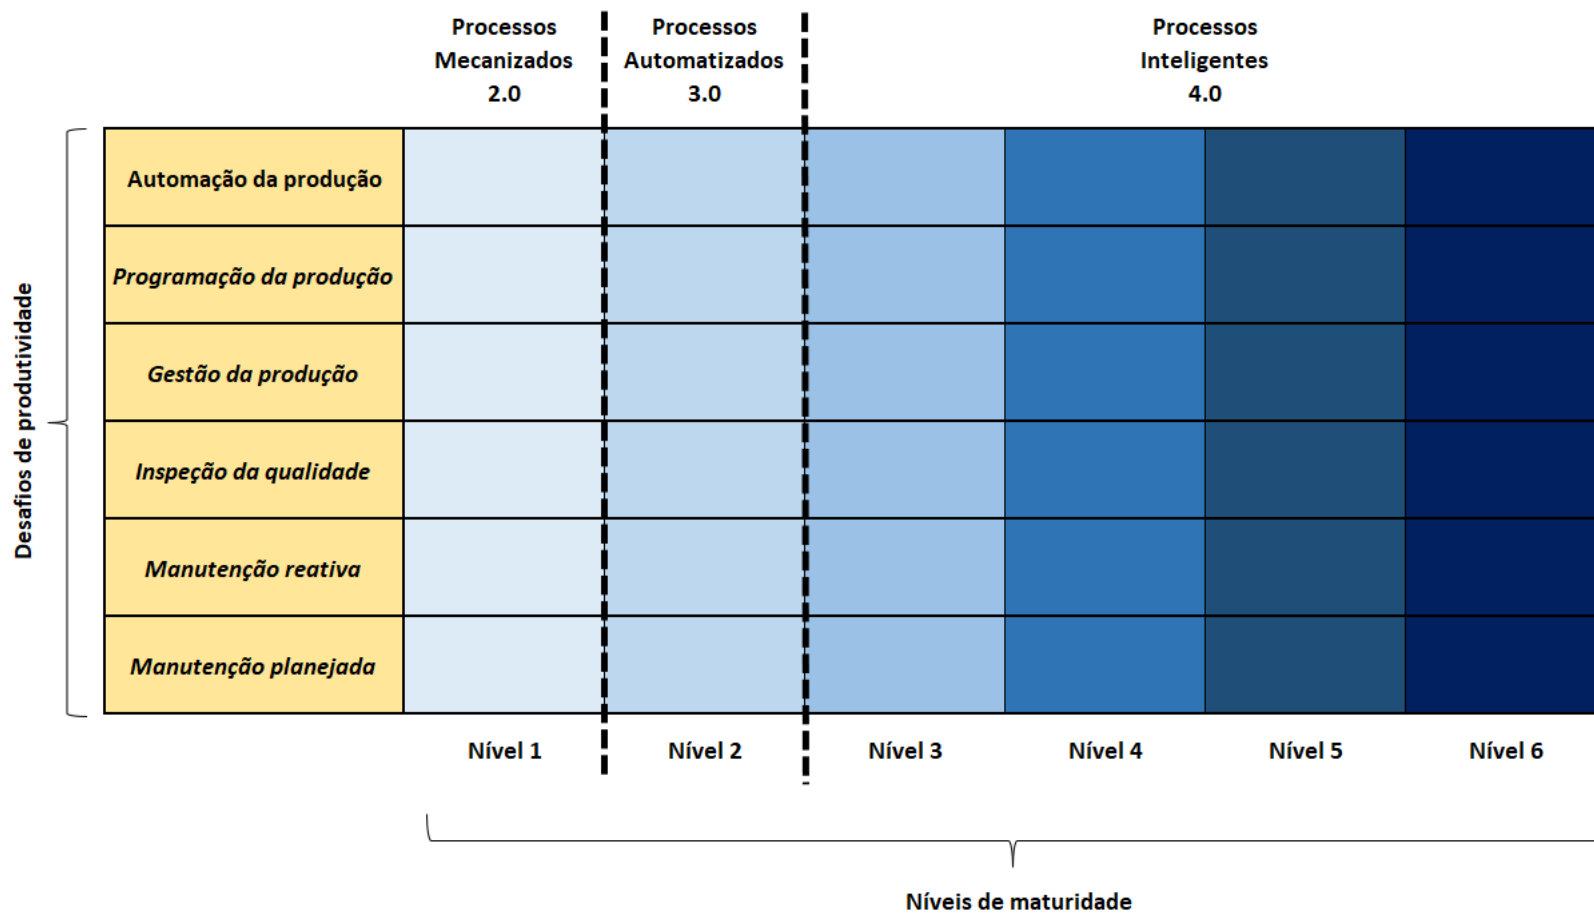 Processos
Mecanizados
2.0
Processos
Automatizados
3.0
Processos
Inteligentes
4.0
Desafios de produtividade
Automação da produção
Programação da produção
Gestão da produção
Inspeção da qualidade
Manutenção reativa
Manutenção planejada
Nível 1
Nível 2
Nível 3
Nível 4
Nível 5
Nível 6
Níveis de maturidade